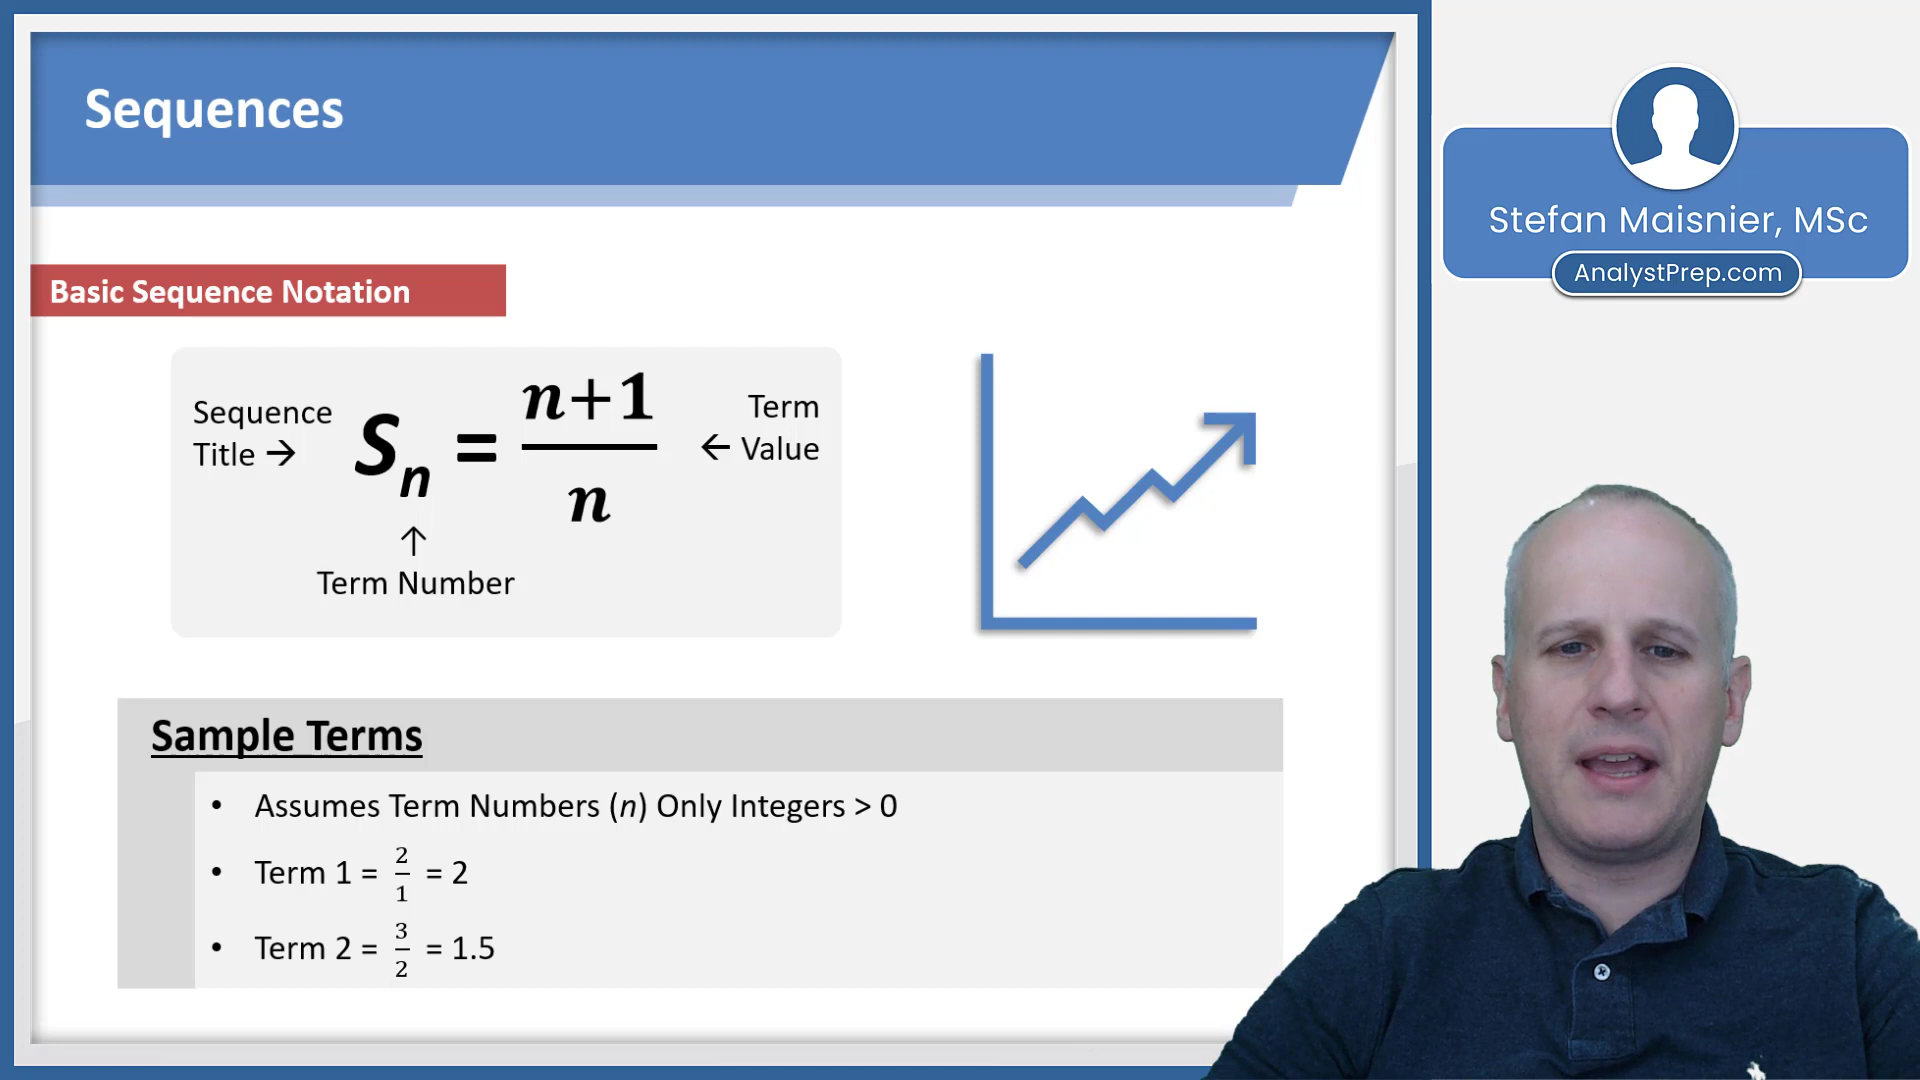 Sequences
Basic Sequence Notation
Sequence
Title →
Sₙ = n+1/n
Term
← Value
↑
Term Number
Sample Terms
• Assumes Term Numbers (n) Only Integers > 0
• Term 1 = 2/1 = 2
• Term 2 = 3/2 = 1.5
Stefan Maisnier, MSc
AnalystPrep.com